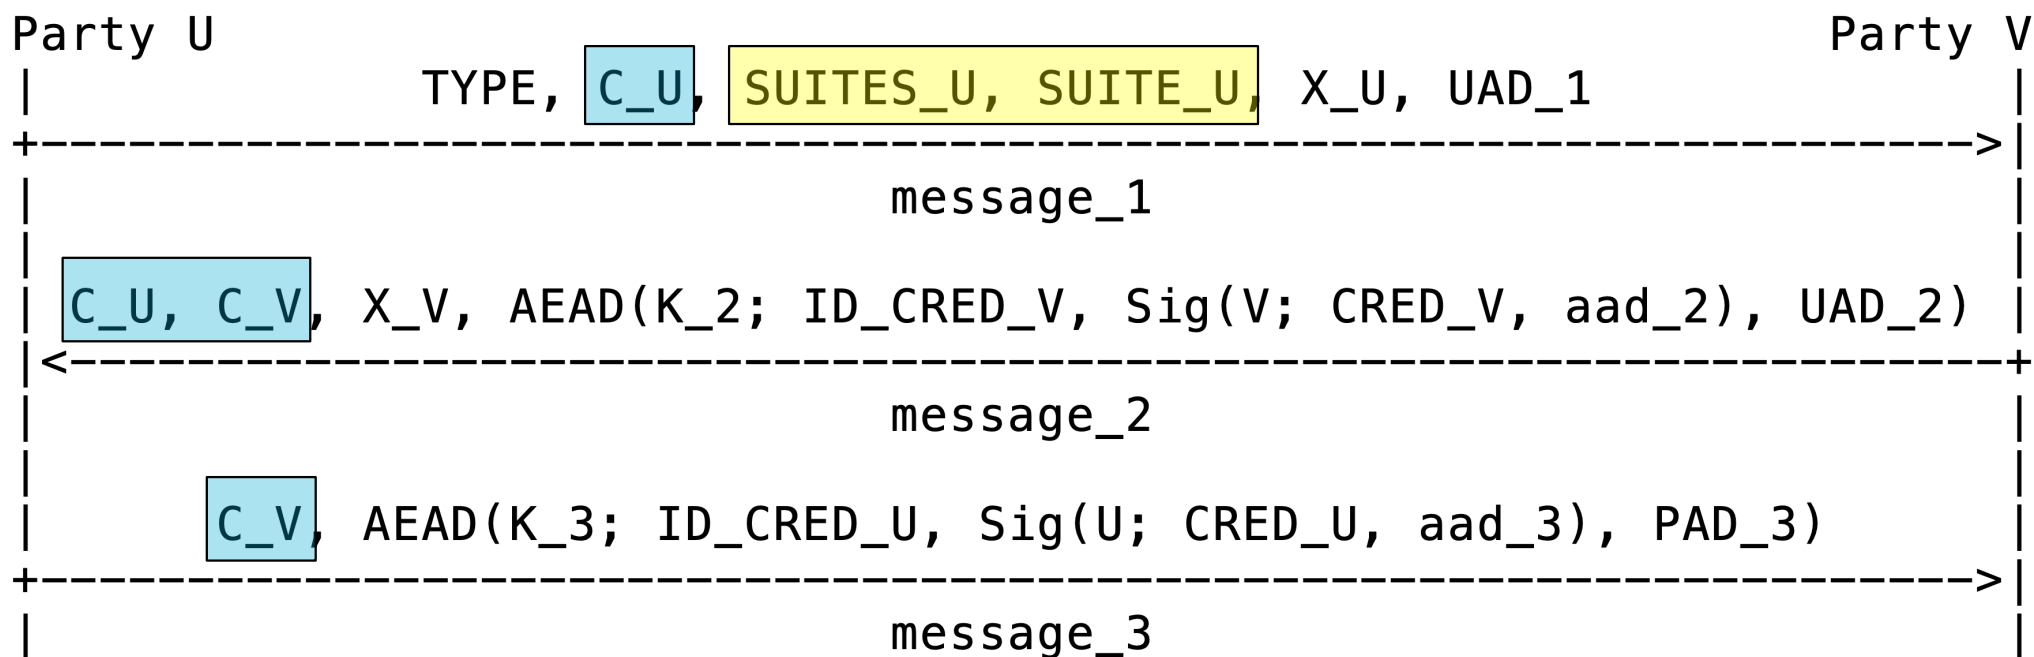 Party U Party V
TYPE, C_U, SUITES_U, SUITE_U, X_U, UAD_1
message_1
C_U, C_V, X_V, AEAD(K_2; ID_CRED_V, Sig(V; CRED_V, aad_2), UAD_2)
message_2
C_V, AEAD(K_3; ID_CRED_U, Sig(U; CRED_U, aad_3), PAD_3)
message_3